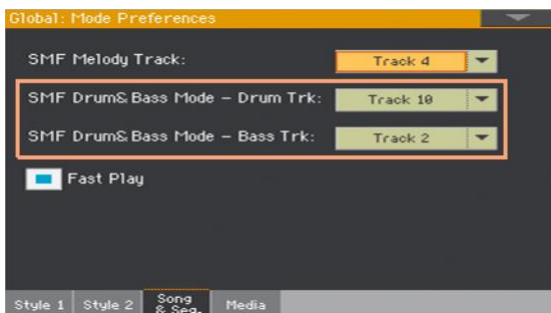 Global: Mode Preferences
SMF Melody Track: Track 4
SMF Drum&Bass Mode - Drum Trk: Track 10
SMF Drum&Bass Mode - Bass Trk: Track 2
Fast Play
Style 1 Style 2 Song & Seq. Media